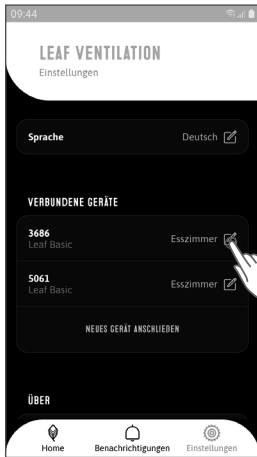 09:44
LEAF VENTILATION
Einstellungen
Sprache Deutsch
VERBUNDENE GERÄTE
3686 Esszimmer
Leaf Basic
5061 Esszimmer
Leaf Basic
NEUES GERÄT ANSCHLIEßEN
ÜBER
Home Benachrichtigungen Einstellungen